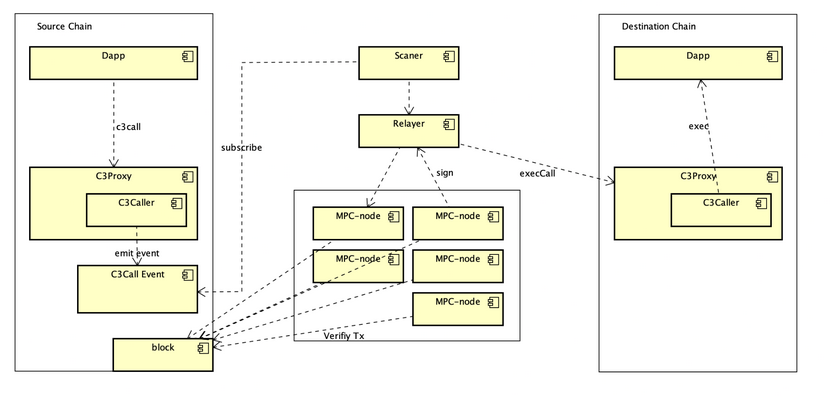 Source Chain
Dapp
c3call
C3Proxy
C3Caller
emit event
C3Call Event
block
subscribe
Scaner
Relayer
sign
execCall
MPC-node
MPC-node
MPC-node
MPC-node
MPC-node
Verifiy Tx
Destination Chain
Dapp
exec
C3Proxy
C3Caller